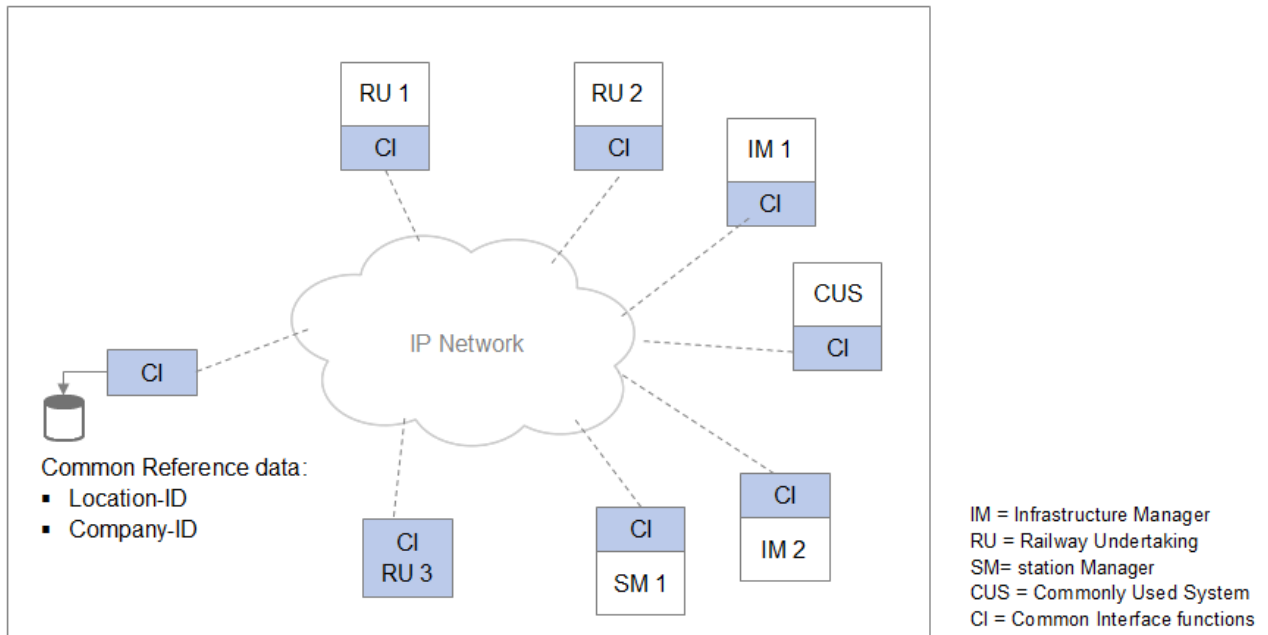 RU 1
CI
RU 2
CI
IM 1
CI
CUS
CI
IP Network
CI
Common Reference data:
▪ Location-ID
▪ Company-ID
CI
RU 3
CI
SM 1
CI
IM 2
IM = Infrastructure Manager
RU = Railway Undertaking
SM= station Manager
CUS = Commonly Used System
CI = Common Interface functions